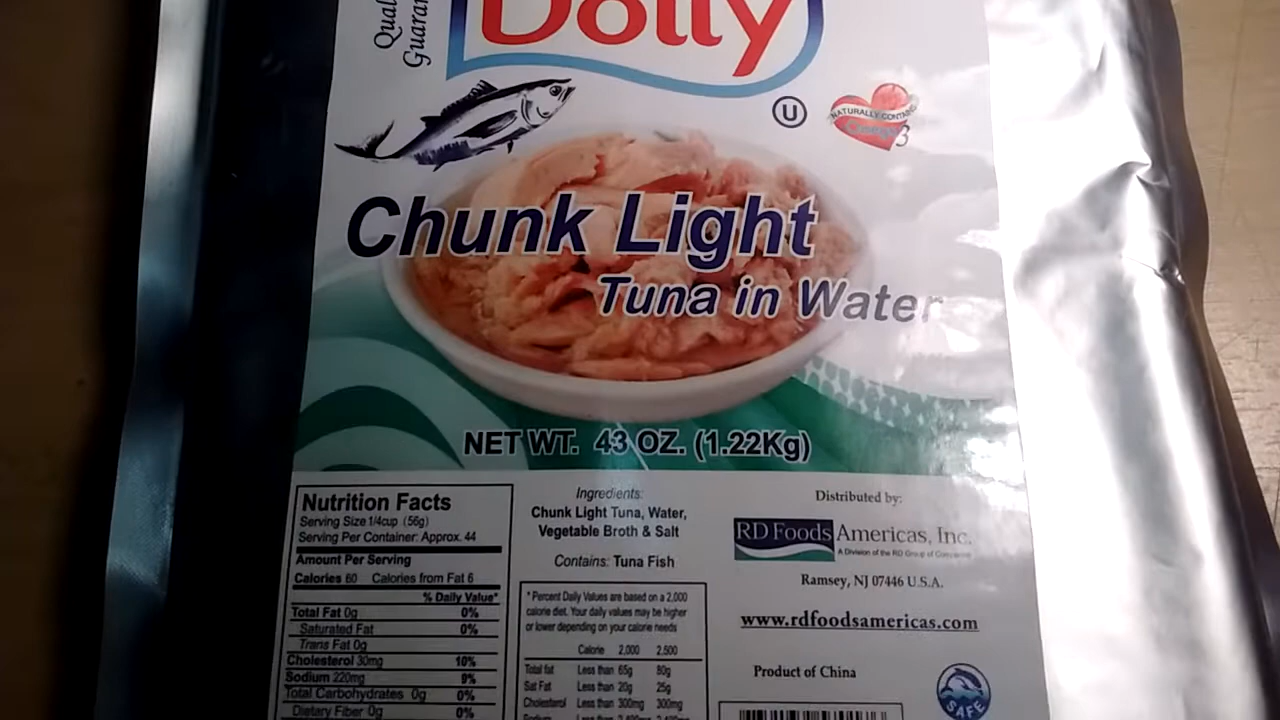 Dolly
U
NATURALLY CONTAINS
Omega 3
Chunk Light
Tuna in Water
NET WT. 43 OZ. (1.22Kg)
Nutrition Facts
Serving Size 1/4cup (56g)
Serving Per Container: Approx. 44
Amount Per Serving
Calories 60 Calories from Fat 6
% Daily Value*
Total Fat 0g 0%
Saturated Fat 0%
Trans Fat 0g
Cholesterol 30mg 10%
Sodium 220mg 9%
Total Carbohydrates 0g 0%
Dietary Fiber 0g 0%
Ingredients:
Chunk Light Tuna, Water,
Vegetable Broth & Salt
Contains: Tuna Fish
* Percent Daily Values are based on a 2,000
calorie diet. Your daily values may be higher
or lower depending on your calorie needs
Calorie 2,000 2,500
Total fat Less than 65g 80g
Sat Fat Less than 20g 25g
Cholesterol Less than 300mg 300mg
Distributed by:
RD Foods Americas, Inc.
A Division of the RD Group of Companies
Ramsey, NJ 07446 U.S.A.
www.rdfoodsamericas.com
Product of China
SAFE